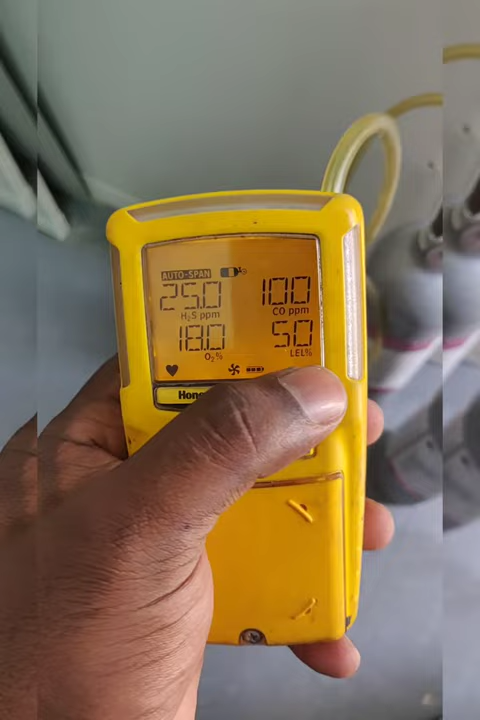 AUTO-SPAN
25.0 100
H₂S ppm CO ppm
18.0 50
O₂% LEL%